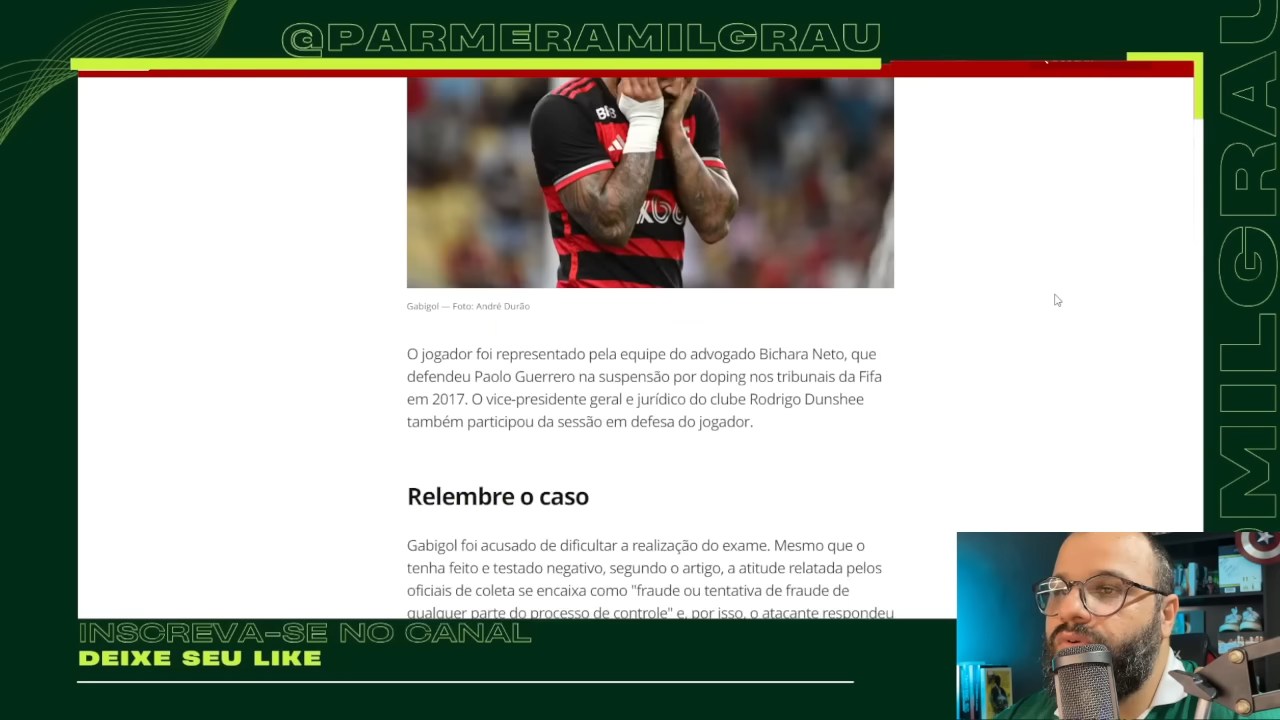 @PARMERAMILGRAU
Gabigol — Foto: André Durão
O jogador foi representado pela equipe do advogado Bichara Neto, que
defendeu Paolo Guerrero na suspensão por doping nos tribunais da Fifa
em 2017. O vice-presidente geral e jurídico do clube Rodrigo Dunshee
também participou da sessão em defesa do jogador.
Relembre o caso
Gabigol foi acusado de dificultar a realização do exame. Mesmo que o
tenha feito e testado negativo, segundo o artigo, a atitude relatada pelos
oficiais de coleta se encaixa como "fraude ou tentativa de fraude de
qualquer parte do processo de controle" e, por isso, o atacante respondeu
INSCREVA-SE NO CANAL
DEIXE SEU LIKE
MILGRAU